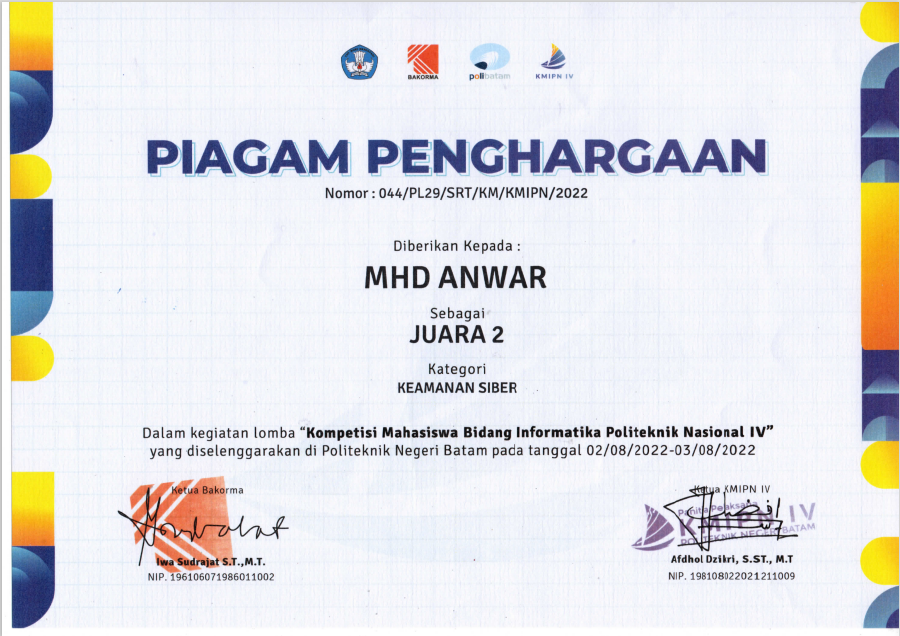 BAKORMA
polibatam
KMIPN IV
PIAGAM PENGHARGAAN
Nomor : 044/PL29/SRT/KM/KMIPN/2022
Diberikan Kepada :
MHD ANWAR
Sebagai
JUARA 2
Kategori
KEAMANAN SIBER
Dalam kegiatan lomba “Kompetisi Mahasiswa Bidang Informatika Politeknik Nasional IV”
yang diselenggarakan di Politeknik Negeri Batam pada tanggal 02/08/2022-03/08/2022
Ketua Bakorma
Iwa Sudrajat S.T.,M.T.
NIP. 196106071986011002
Ketua KMIPN IV
Panitia Pelaksana
KMIPN IV
POLITEKNIK NEGERI BATAM
Afdhol Dzikri, S.ST., M.T
NIP. 198108022021211009